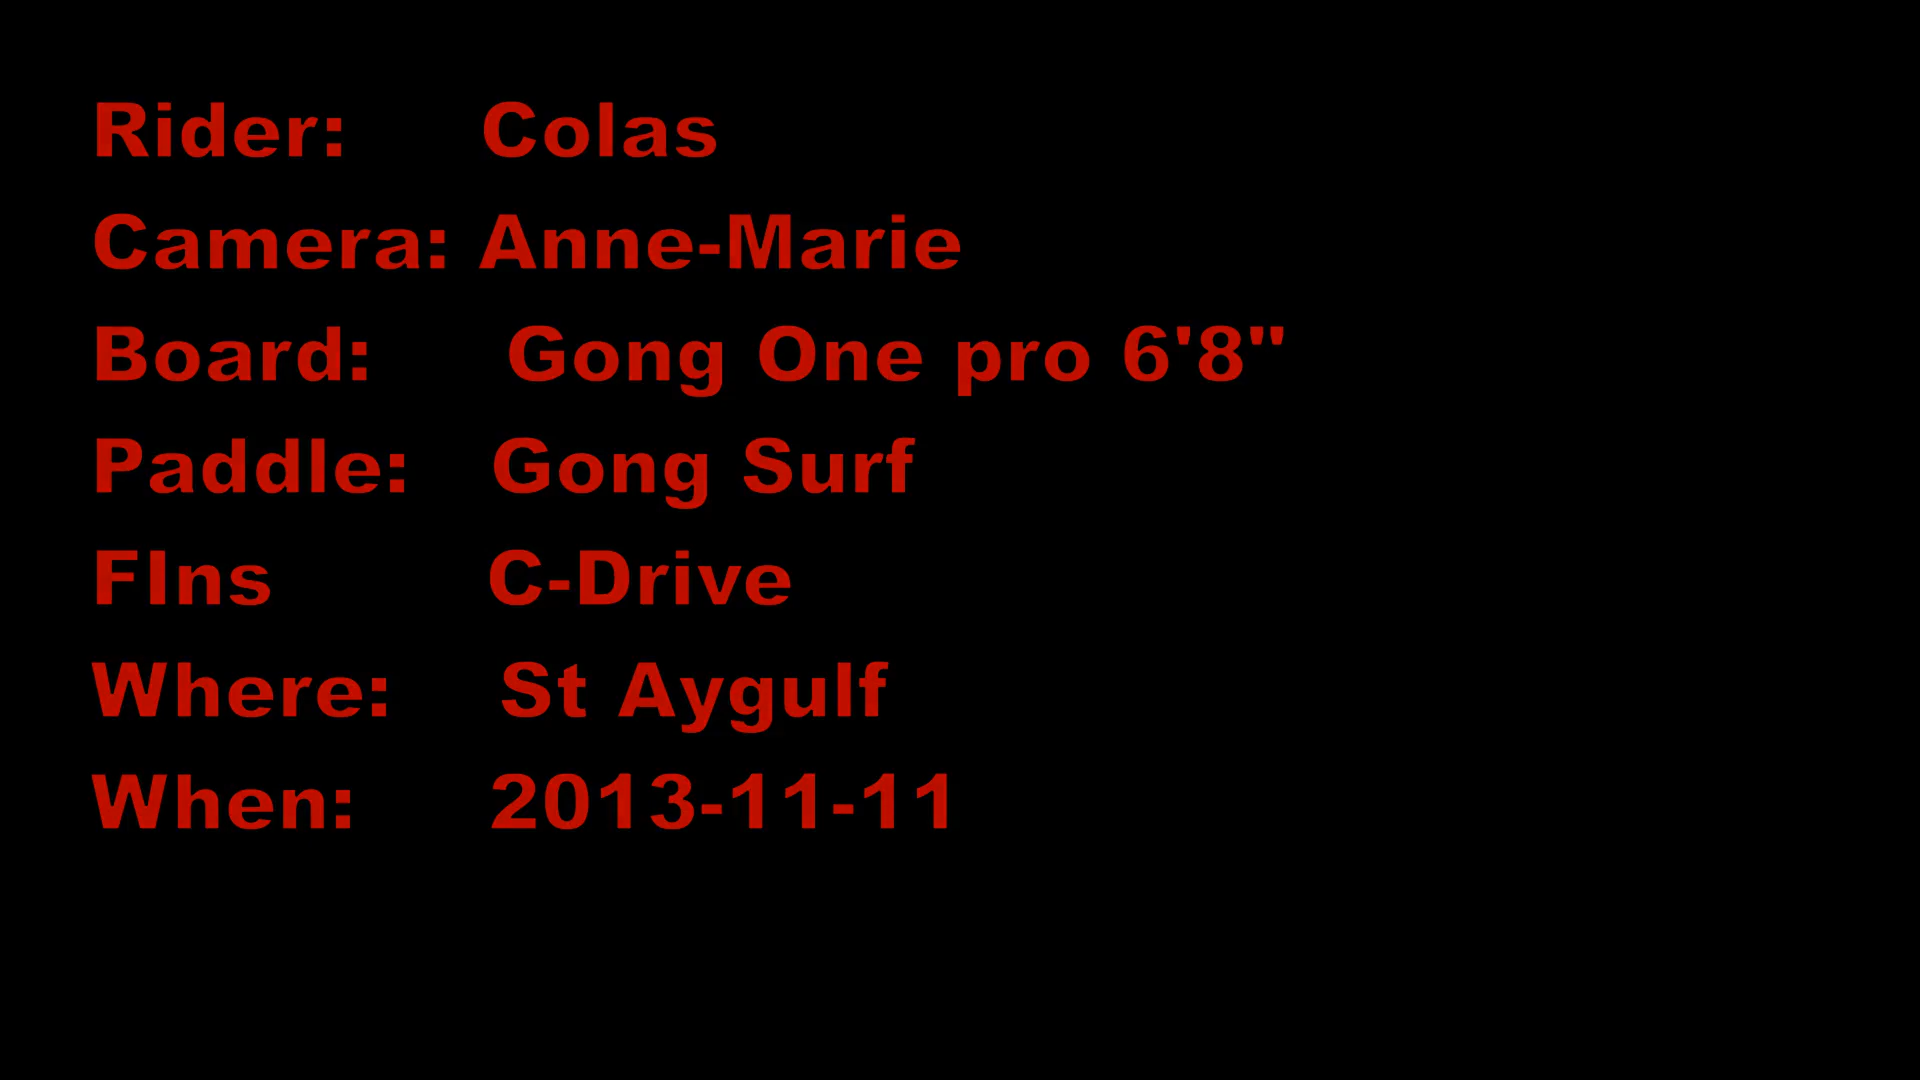 Rider: Colas
Camera: Anne-Marie
Board: Gong One pro 6'8"
Paddle: Gong Surf
FIns C-Drive
Where: St Aygulf
When: 2013-11-11